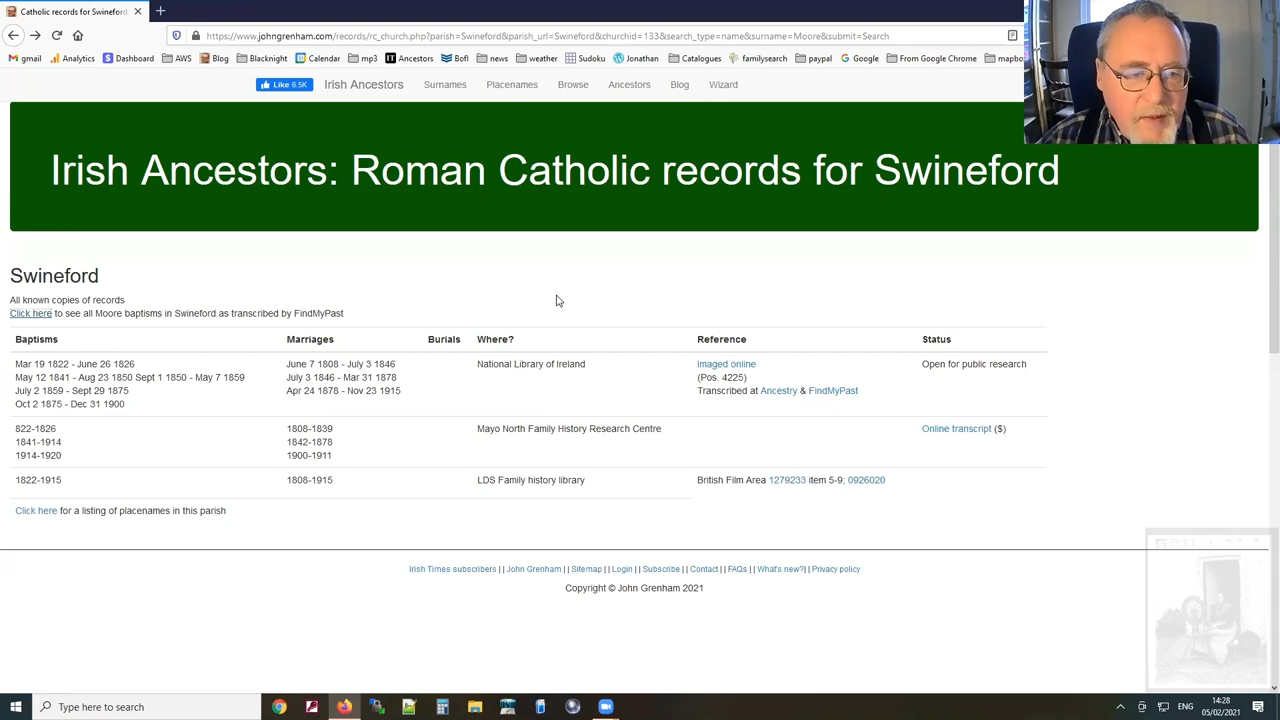 Catholic records for Swineford
https://www.johngrenham.com/records/rc_church.php?parish=Swineford&parish_url=Swineford&churchid=133&search_type=name&surname=Moore&submit=Search
gmail Analytics Dashboard AWS Blog Blacknight Calendar mp3 Ancestors BofI news weather Sudoku Jonathan Catalogues familysearch paypal Google From Google Chrome mapbo
Like 6.5K Irish Ancestors Surnames Placenames Browse Ancestors Blog Wizard
Irish Ancestors: Roman Catholic records for Swineford
Swineford
All known copies of records
Click here to see all Moore baptisms in Swineford as transcribed by FindMyPast
Baptisms Marriages Burials Where? Reference Status
Mar 19 1822 - June 26 1826 June 7 1808 - July 3 1846 National Library of Ireland Imaged online Open for public research
May 12 1841 - Aug 23 1850 Sept 1 1850 - May 7 1859 July 3 1846 - Mar 31 1878 (Pos. 4225)
July 2 1859 - Sept 29 1875 Apr 24 1878 - Nov 23 1915 Transcribed at Ancestry & FindMyPast
Oct 2 1875 - Dec 31 1900
822-1826 1808-1839 Mayo North Family History Research Centre Online transcript ($)
1841-1914 1842-1878
1914-1920 1900-1911
1822-1915 1808-1915 LDS Family history library British Film Area 1279233 item 5-9; 0926020
Click here for a listing of placenames in this parish
Irish Times subscribers | | John Grenham | | Sitemap | | Login | | Subscribe | | Contact | | FAQs | | What's new?| | Privacy policy
Copyright © John Grenham 2021
Type here to search
ENG
14:28
05/02/2021